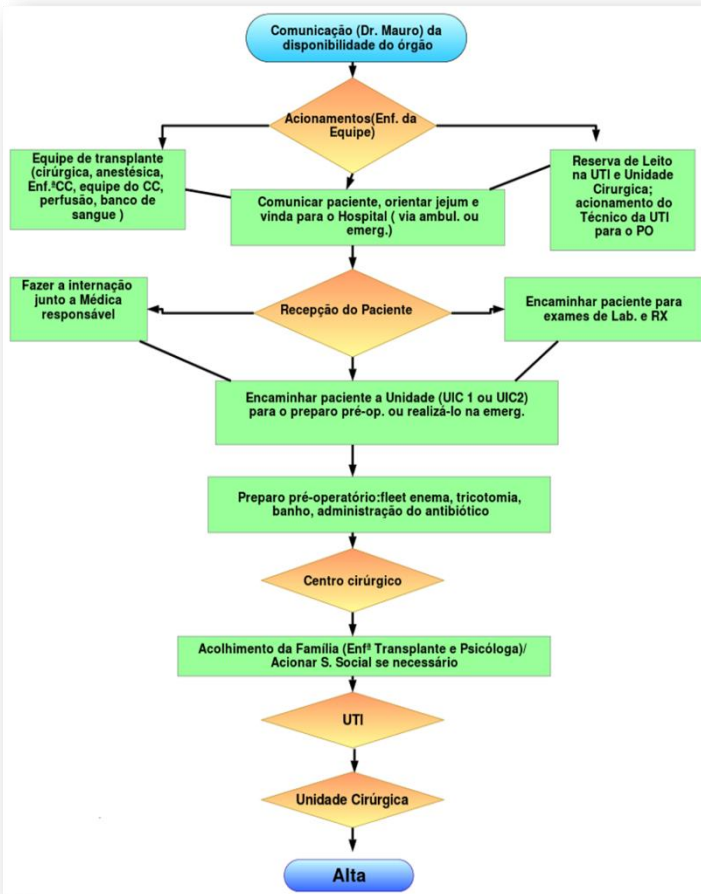 Comunicação (Dr. Mauro) da
disponibilidade do órgão
Acionamentos(Enf. da
Equipe)
Equipe de transplante
(cirúrgica, anestésica,
Enf.ªCC, equipe do CC,
perfusão, banco de
sangue )
Comunicar paciente, orientar jejum e
vinda para o Hospital ( via ambul. ou
emerg.)
Reserva de Leito
na UTI e Unidade
Cirurgica;
acionamento do
Técnico da UTI
para o PO
Fazer a internação
junto a Médica
responsável
Recepção do Paciente
Encaminhar paciente para
exames de Lab. e RX
Encaminhar paciente a Unidade (UIC 1 ou UIC2)
para o preparo pré-op. ou realizá-lo na emerg.
Preparo pré-operatório:fleet enema, tricotomia,
banho, administração do antibiótico
Centro cirúrgico
Acolhimento da Família (Enfª Transplante e Psicóloga)/
Acionar S. Social se necessário
UTI
Unidade Cirúrgica
Alta